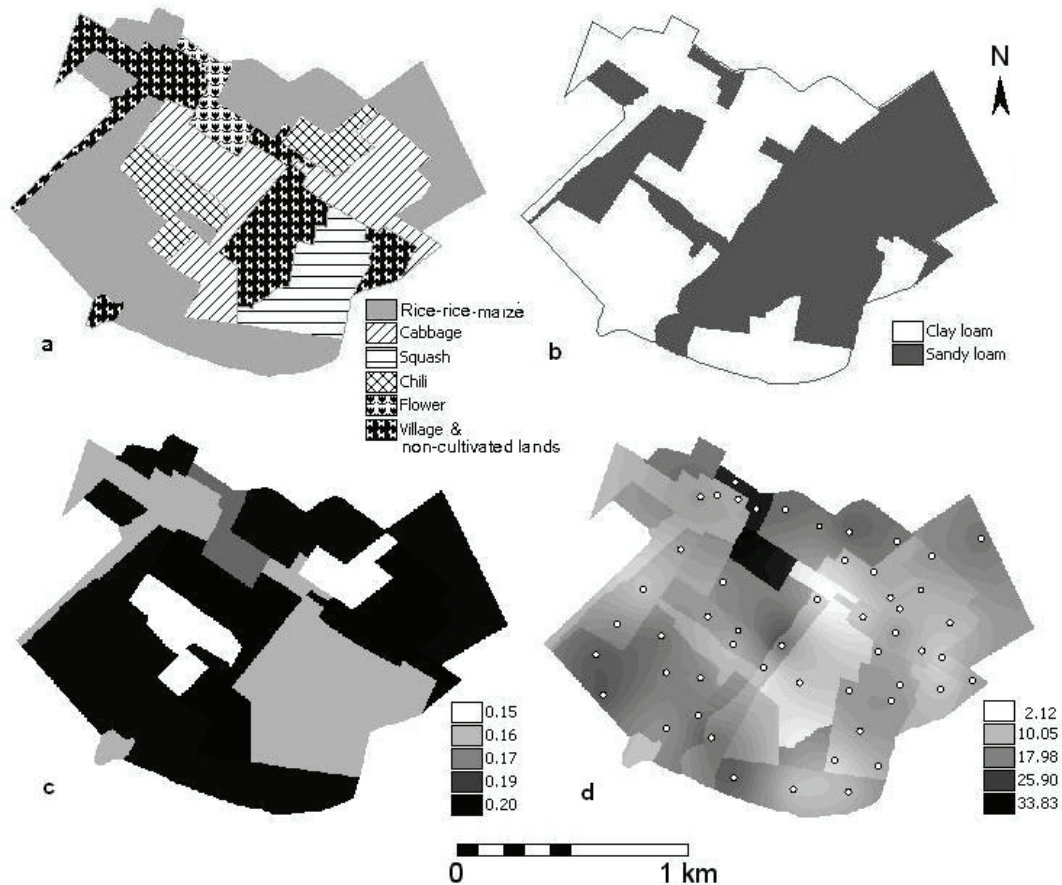 N
Rice-rice-maize
Cabbage
Squash
Chili
Flower
Village &
non-cultivated lands
a
Clay loam
Sandy loam
b
0.15
0.16
0.17
0.19
0.20
c
2.12
10.05
17.98
25.90
33.83
d
0 1 km